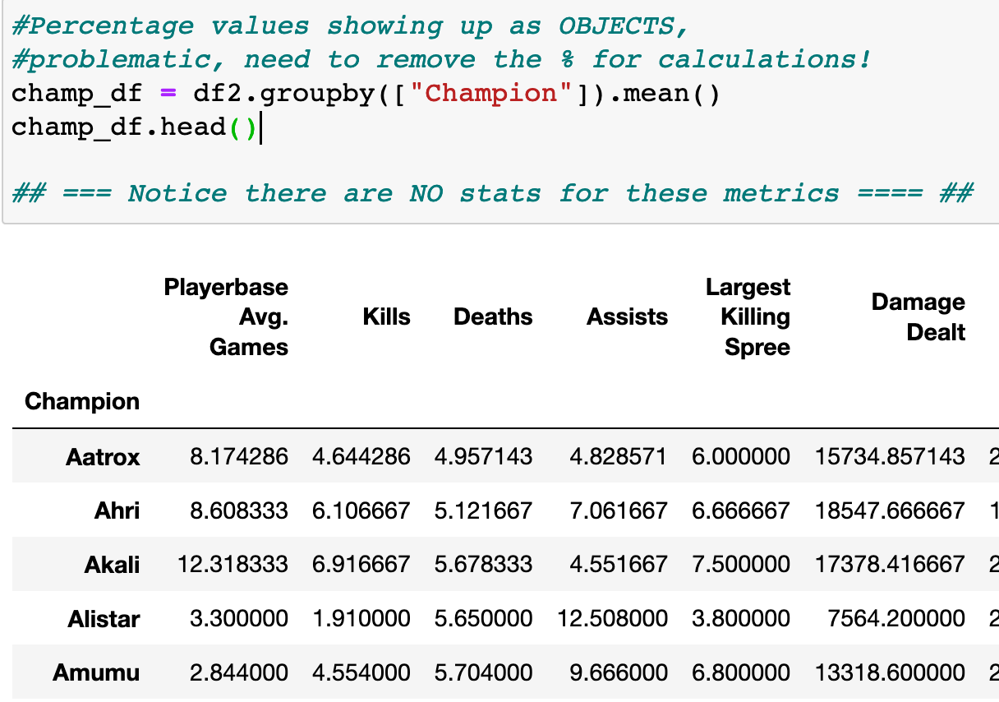 #Percentage values showing up as OBJECTS,
#problematic, need to remove the % for calculations!
champ_df = df2.groupby(["Champion"]).mean()
champ_df.head()
## === Notice there are NO stats for these metrics ==== ##
Playerbase Avg. Games Kills Deaths Assists Largest Killing Spree Damage Dealt
Champion
Aatrox 8.174286 4.644286 4.957143 4.828571 6.000000 15734.857143 2
Ahri 8.608333 6.106667 5.121667 7.061667 6.666667 18547.666667 1
Akali 12.318333 6.916667 5.678333 4.551667 7.500000 17378.416667 2
Alistar 3.300000 1.910000 5.650000 12.508000 3.800000 7564.200000 2
Amumu 2.844000 4.554000 5.704000 9.666000 6.800000 13318.600000 2